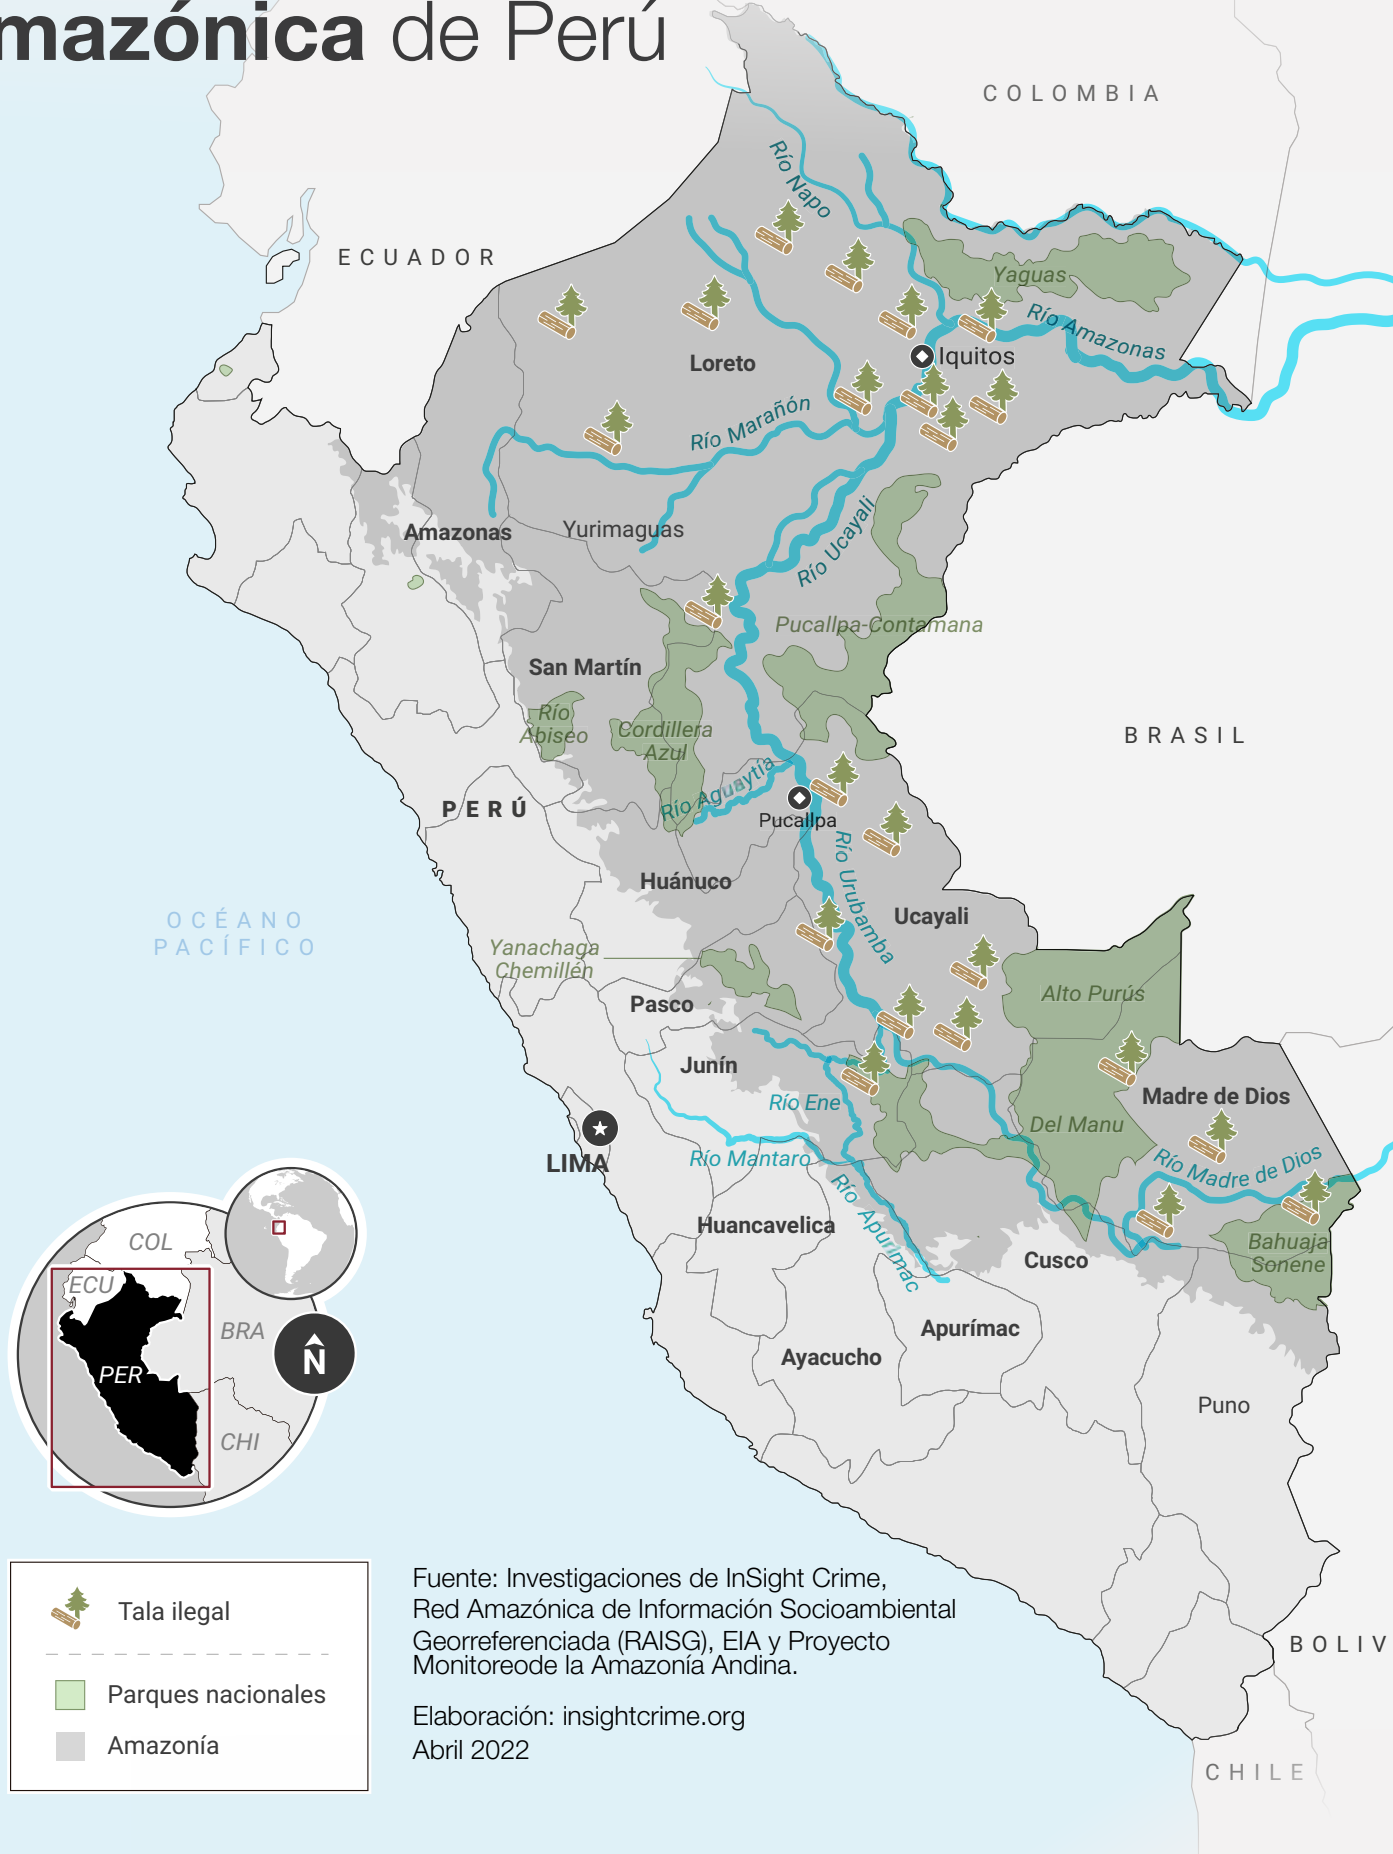 mazónica de Perú
COLOMBIA
ECUADOR
Río Napo
Yaguas
Río Amazonas
Iquitos
Loreto
Río Marañón
Amazonas
Yurimaguas
Río Ucayali
Pucallpa-Contamana
San Martín
Río
Abiseo
Cordillera
Azul
BRASIL
Río Aguaytía
PERÚ
Pucallpa
Río Urubamba
Huánuco
Ucayali
OCÉANO
PACÍFICO
Yanachaga
Chemillén
Alto Purús
Pasco
Junín
Madre de Dios
Río Ene
Del Manu
LIMA
Río Mantaro
Río Madre de Dios
Río Apurímac
Huancavelica
Bahuaja
Sonene
Cusco
COL
ECU
BRA
PER
N
CHI
Apurímac
Ayacucho
Puno
Tala ilegal
Parques nacionales
Amazonía
Fuente: Investigaciones de InSight Crime,
Red Amazónica de Información Socioambiental
Georreferenciada (RAISG), EIA y Proyecto
Monitoreode la Amazonía Andina.
Elaboración: insightcrime.org
Abril 2022
BOLIV
CHILE